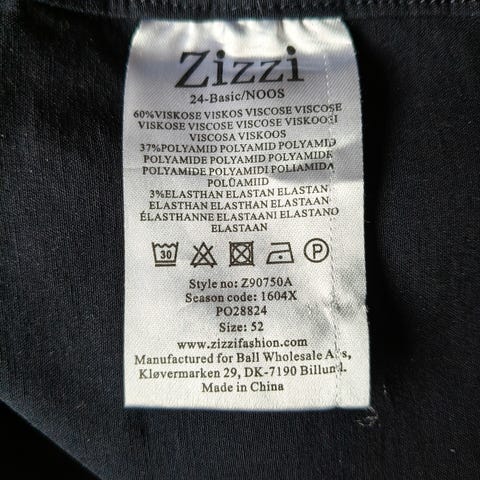 Zizzi
24-Basic/NOOS
60%VISKOSE VISKOS VISCOSE VISCOSE
VISKOSE VISCOSE VISCOSE VISKOOSI
VISCOSA VISKOOS
37%POLYAMID POLYAMID POLYAMID
POLYAMIDE POLYAMID POLYAMIDE
POLYAMIDE POLYAMIDI POLIAMIDA
POLÜAMIID
3%ELASTHAN ELASTAN ELASTAN
ELASTHAN ELASTHAN ELASTAAN
ÉLASTHANNE ELASTAANI ELASTANO
ELASTAAN
30 P
Style no: Z90750A
Season code: 1604X
PO28824
Size: 52
www.zizzifashion.com
Manufactured for Ball Wholesale Aps,
Kløvermarken 29, DK-7190 Billund.
Made in China